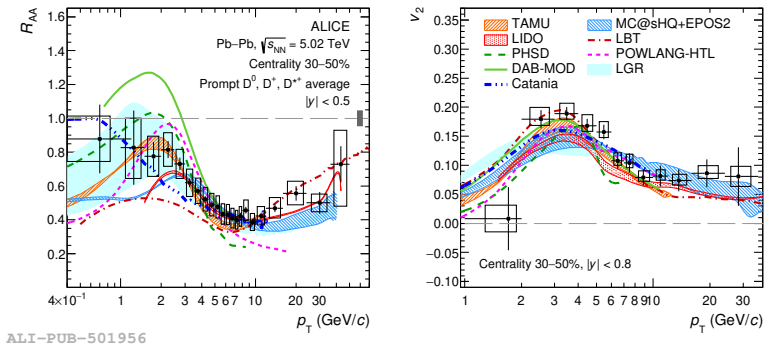 R_AA
1.6
1.4
1.2
1.0
0.8
0.6
0.4
0.2
ALICE
Pb–Pb, √s_NN = 5.02 TeV
Centrality 30–50%
Prompt D⁰, D⁺, D*⁺ average
|y| < 0.5
4×10⁻¹ 1 2 3 4 5 6 7 10 20 30
p_T (GeV/c)
v_2
0.35
0.30
0.25
0.20
0.15
0.10
0.05
0.00
−0.05
−0.10
TAMU
LIDO
PHSD
DAB-MOD
Catania
MC@sHQ+EPOS2
LBT
POWLANG-HTL
LGR
Centrality 30–50%, |y| < 0.8
1 2 3 4 5 6 7 8 9 10 20 30
p_T (GeV/c)
ALI-PUB-501956